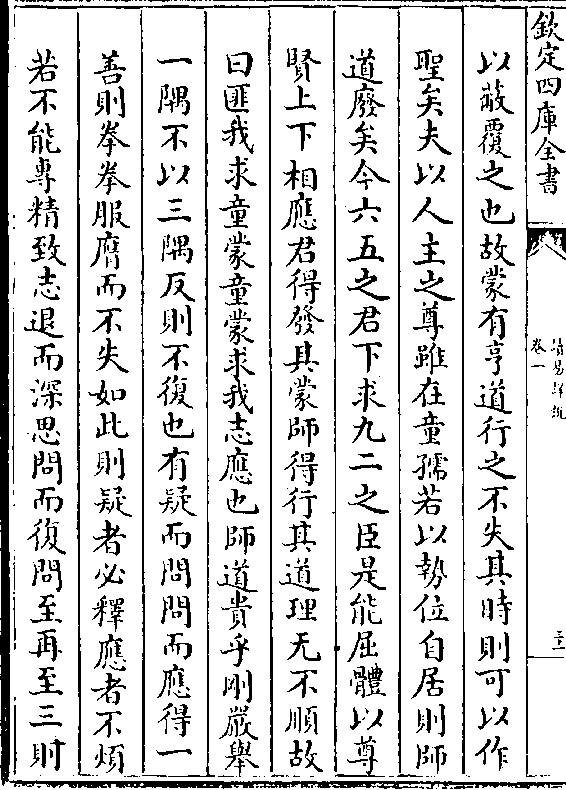 欽定四庫全書
讀易詳說
卷一
以蔽覆之也故蒙有亨道行之不失其時則可以作
聖矣夫以人主之尊雖在童孺若以勢位自居則師
道廢矣今六五之君下求九二之臣是能屈體以尊
賢上下相應君得發其蒙師得行其道理无不順故
曰匪我求童蒙童蒙求我志應也師道貴乎剛嚴舉
一隅不以三隅反則不復也有疑而問問而應得一
善則拳拳服膺而不失如此則疑者必釋應者不煩
若不能專精致志退而深思問而復問至再至三則